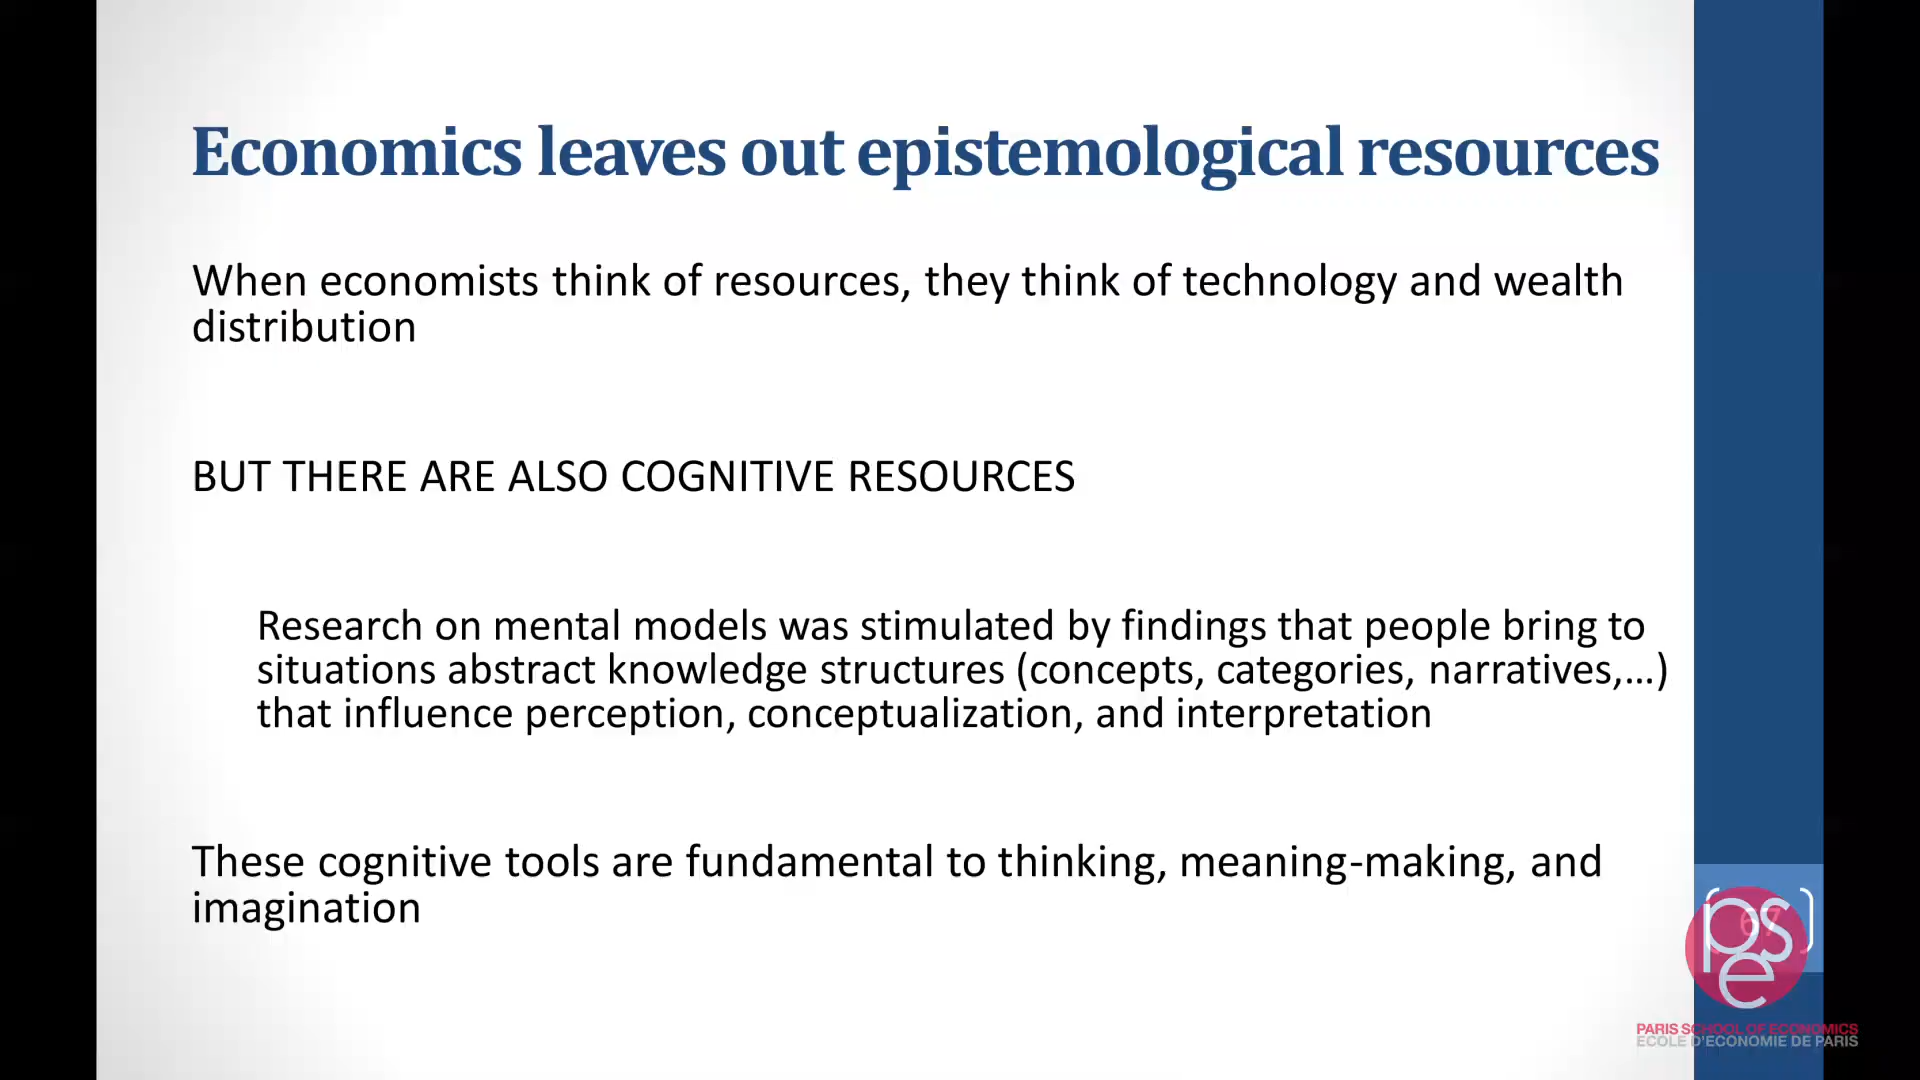 Economics leaves out epistemological resources
When economists think of resources, they think of technology and wealth
distribution
BUT THERE ARE ALSO COGNITIVE RESOURCES
Research on mental models was stimulated by findings that people bring to
situations abstract knowledge structures (concepts, categories, narratives,...)
that influence perception, conceptualization, and interpretation
These cognitive tools are fundamental to thinking, meaning-making, and
imagination
67
pse
PARIS SCHOOL OF ECONOMICS
ECOLE D'ECONOMIE DE PARIS